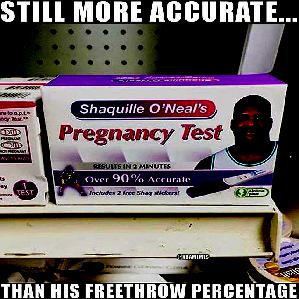 STILL MORE ACCURATE...
Shaquille O'Neal's
Pregnancy Test
RESULTS IN 2 MINUTES
Over 90% Accurate
Includes 2 free Shaq stickers!
TEST
THAN HIS FREETHROW PERCENTAGE